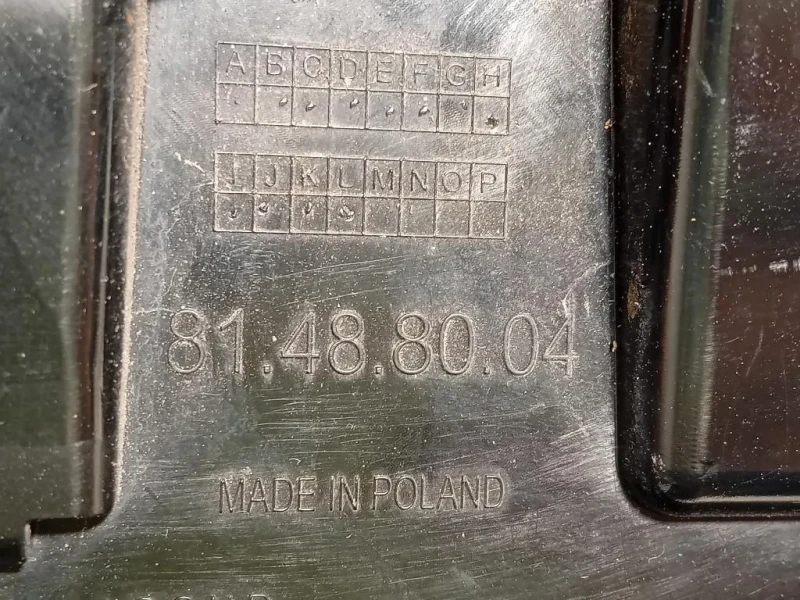 A B C D E F G H
I J K L M N O P
81.48.80.04
MADE IN POLAND